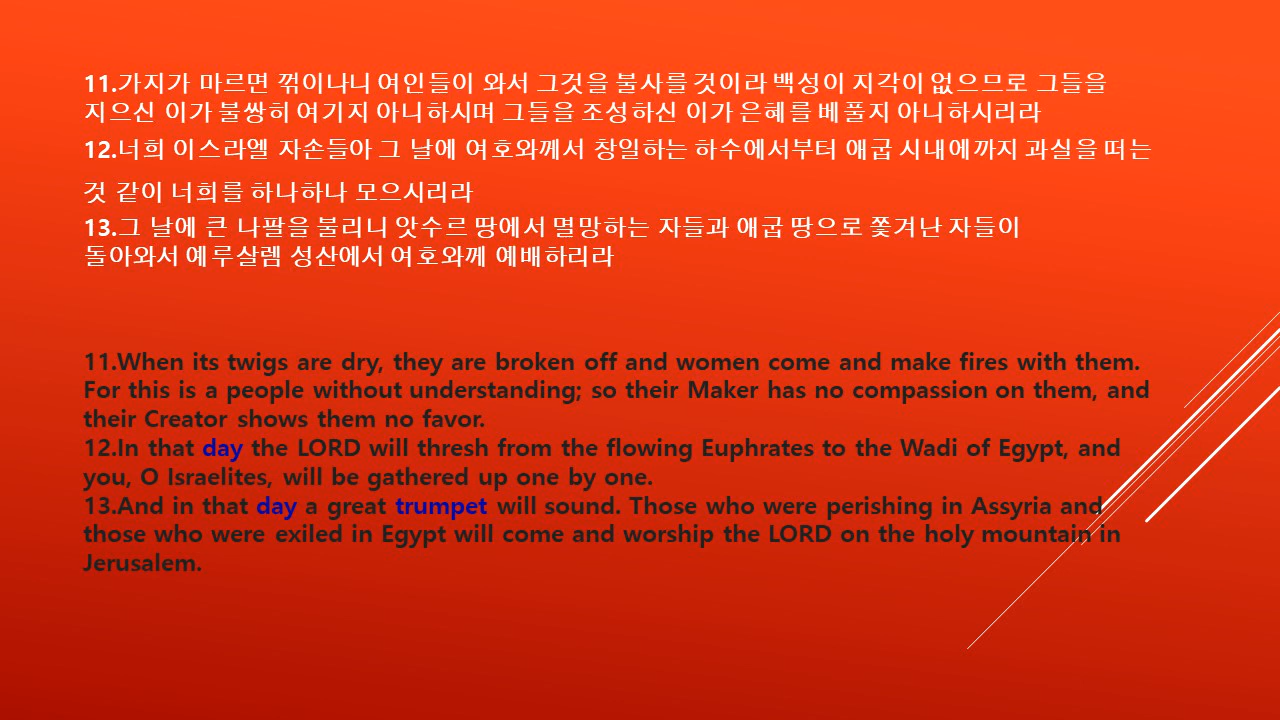 11.가지가 마르면 꺾이나니 여인들이 와서 그것을 불사를 것이라 백성이 지각이 없으므로 그들을
지으신 이가 불쌍히 여기지 아니하시며 그들을 조성하신 이가 은혜를 베풀지 아니하시리라
12.너희 이스라엘 자손들아 그 날에 여호와께서 창일하는 하수에서부터 애굽 시내에까지 과실을 떠는
것 같이 너희를 하나하나 모으시리라
13.그 날에 큰 나팔을 불리니 앗수르 땅에서 멸망하는 자들과 애굽 땅으로 쫓겨난 자들이
돌아와서 예루살렘 성산에서 여호와께 예배하리라
11.When its twigs are dry, they are broken off and women come and make fires with them.
For this is a people without understanding; so their Maker has no compassion on them, and
their Creator shows them no favor.
12.In that day the LORD will thresh from the flowing Euphrates to the Wadi of Egypt, and
you, O Israelites, will be gathered up one by one.
13.And in that day a great trumpet will sound. Those who were perishing in Assyria and
those who were exiled in Egypt will come and worship the LORD on the holy mountain in
Jerusalem.